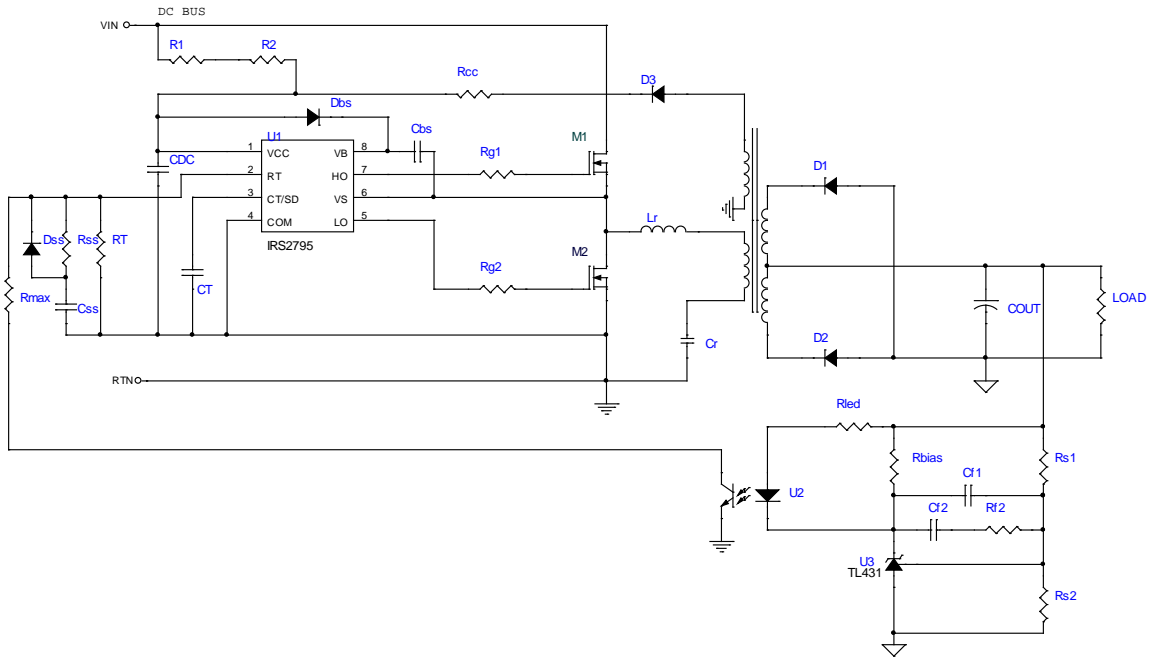 DC BUS
VIN
R1
R2
Rcc
D3
Dbs
Cbs
U1
M1
CDC
1
VCC
VB
8
Rg1
2
RT
HO
7
D1
3
CT/SD
VS
6
4
COM
LO
5
Lr
Dss
Rss
RT
IRS2795
M2
Rg2
CT
Rmax
Css
COUT
LOAD
Cr
D2
RTN
Rled
Rbias
Rs1
Cf1
U2
Cf2
Rf2
U3
TL431
Rs2